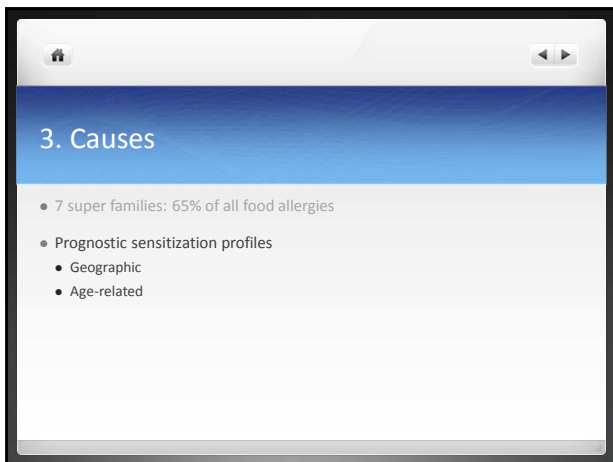 3. Causes
● 7 super families: 65% of all food allergies
● Prognostic sensitization profiles
● Geographic
● Age-related